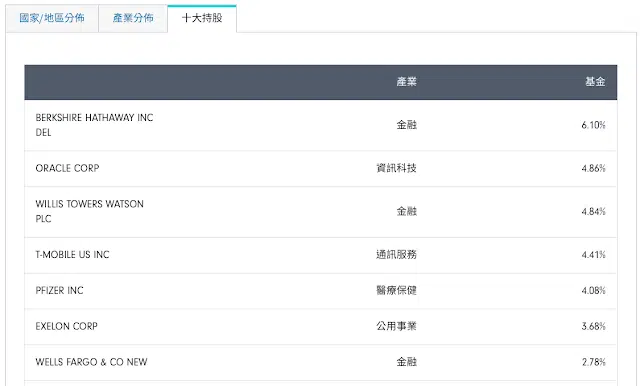 國家/地區分佈 產業分佈 十大持股
產業 基金
BERKSHIRE HATHAWAY INC
DEL 金融 6.10%
ORACLE CORP 資訊科技 4.86%
WILLIS TOWERS WATSON
PLC 金融 4.84%
T-MOBILE US INC 通訊服務 4.41%
PFIZER INC 醫療保健 4.08%
EXELON CORP 公用事業 3.68%
WELLS FARGO & CO NEW 金融 2.78%